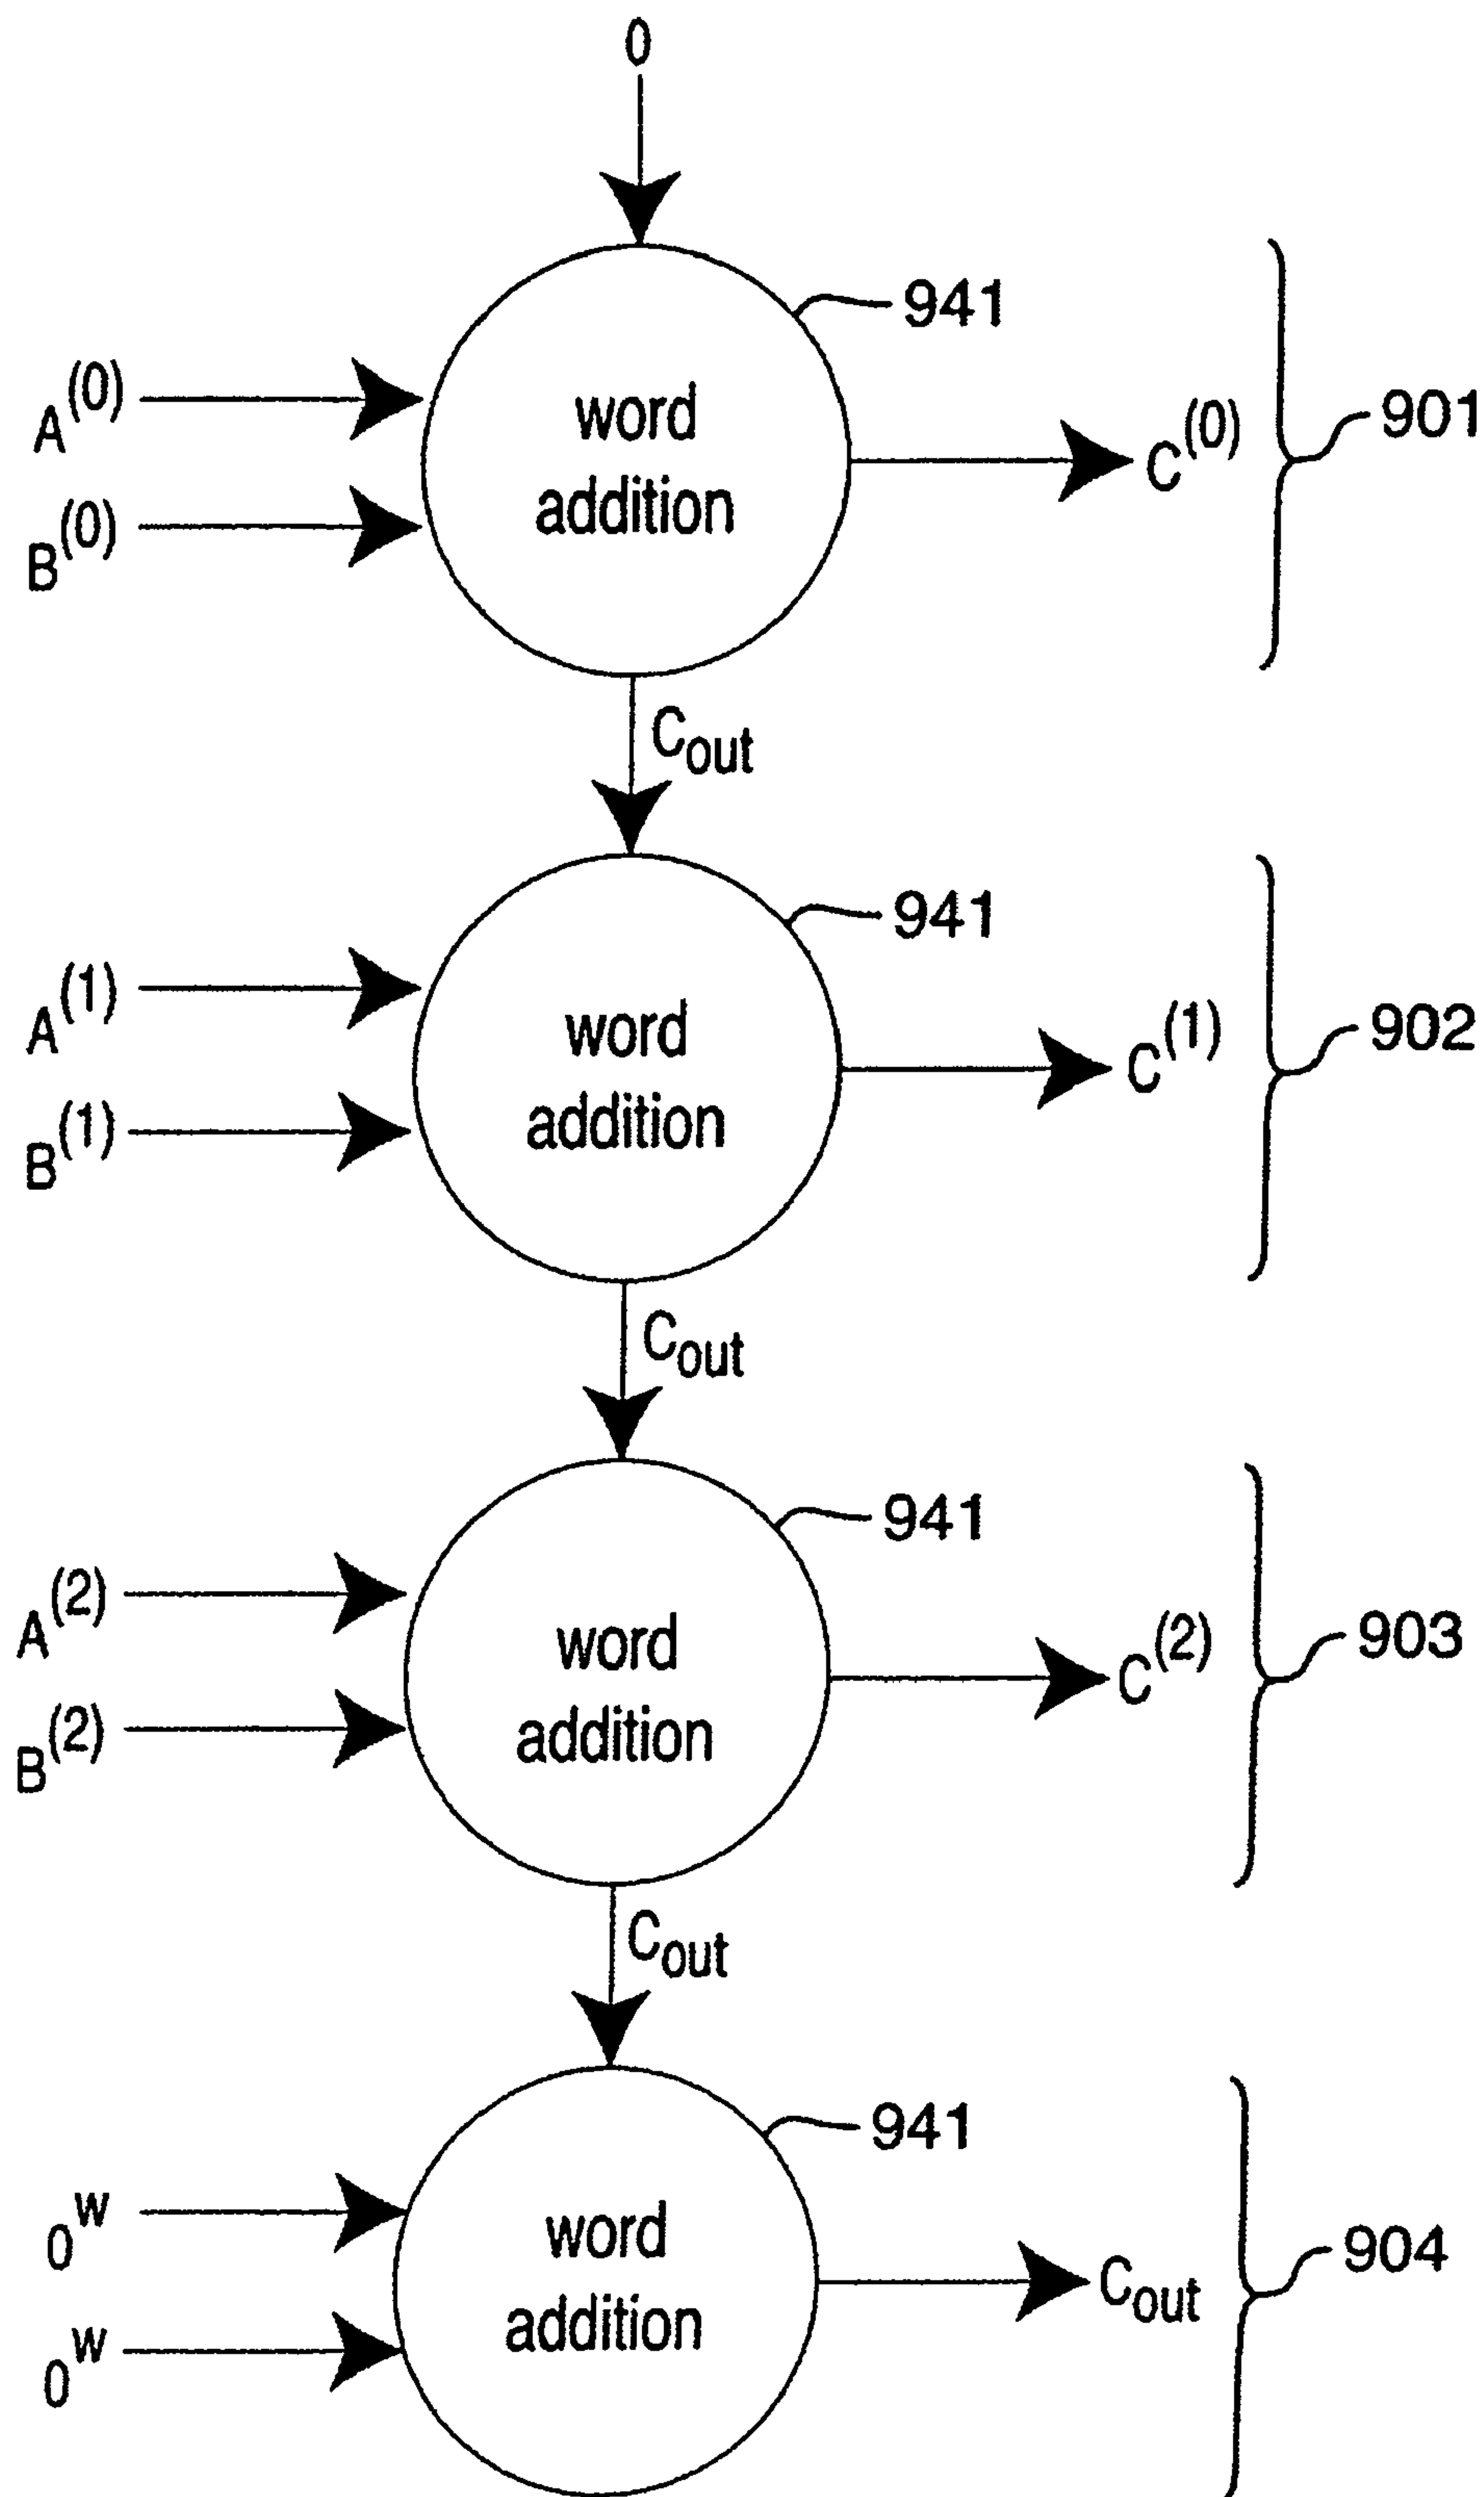 0
941
A(0)
word
addition
C(0)
901
B(0)
Cout
941
A(1)
word
addition
C(1)
902
B(1)
Cout
941
A(2)
word
addition
C(2)
903
B(2)
Cout
941
0w
word
addition
Cout
904
0w